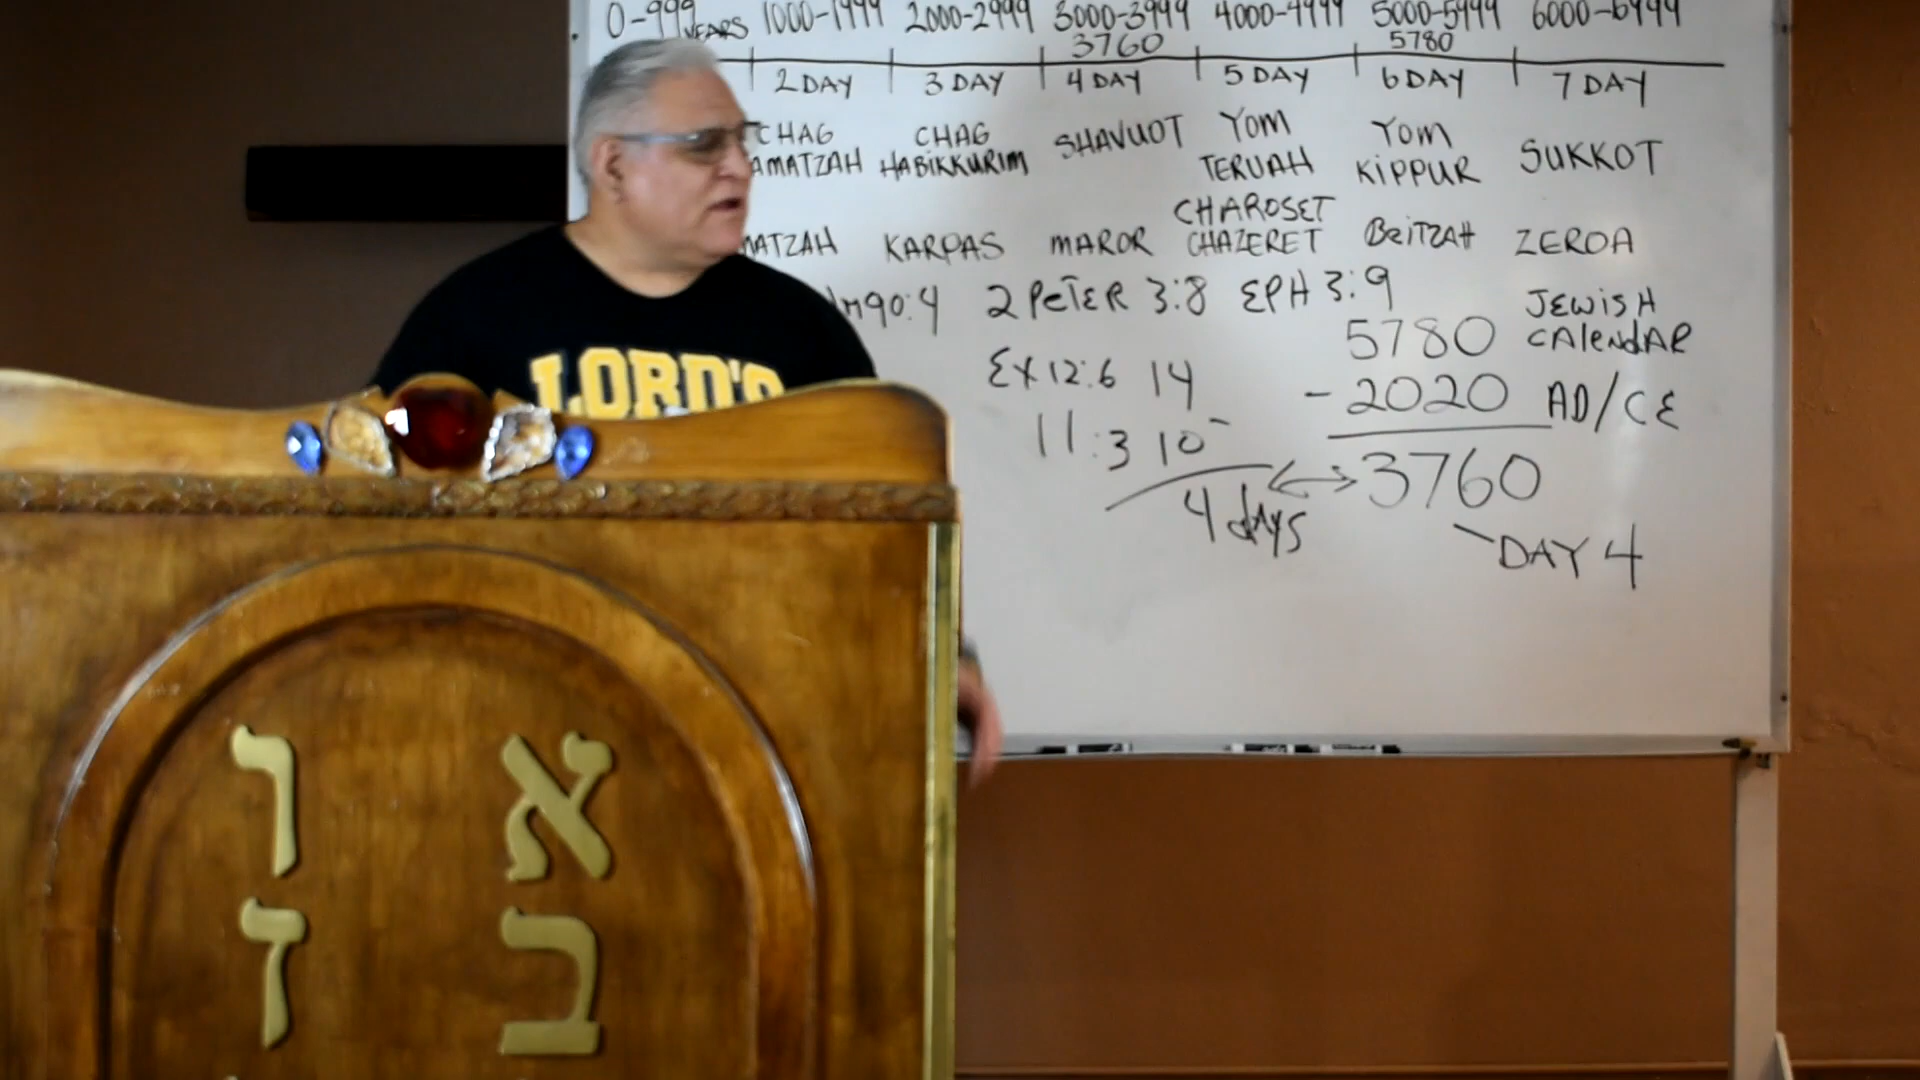 0-999 YEARS 1000-1999 2000-2999 3000-3999 4000-4999 5000-5999 6000-6999
3760 5780
2 DAY 3 DAY 4 DAY 5 DAY 6 DAY 7 DAY
CHAG CHAG SHAVUOT YOM YOM SUKKOT
AMATZAH HABIKKURIM TERUAH KIPPUR
CHAROSET
MATZAH KARPAS MAROR CHAZERET BEITZAH ZEROA
90:4 2 PETER 3:8 EPH 3:9
JEWISH
5780 CALENDAR
EX 12:6 14 - 2020 AD/CE
11:3 10-
4 days 3760
DAY 4
LORD'S
ו א
ז ב